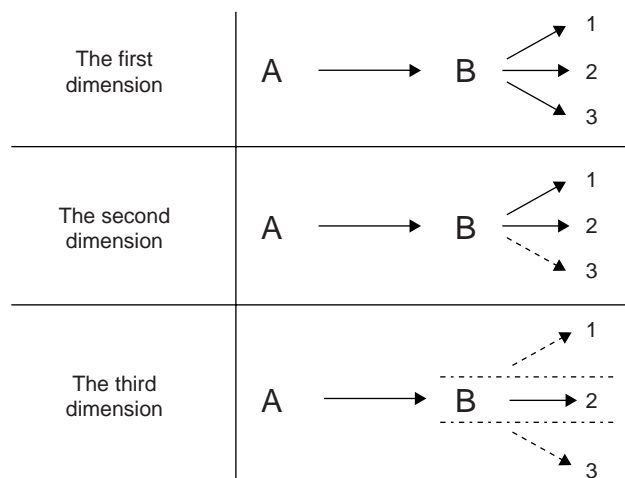 The first
dimension
A
B
1
2
3
The second
dimension
A
B
1
2
3
The third
dimension
A
B
1
2
3